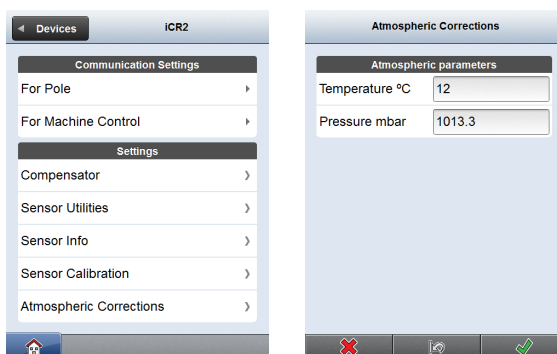 Devices
iCR2
Communication Settings
For Pole
For Machine Control
Settings
Compensator
Sensor Utilities
Sensor Info
Sensor Calibration
Atmospheric Corrections
Atmospheric Corrections
Atmospheric parameters
Temperature ºC 12
Pressure mbar 1013.3